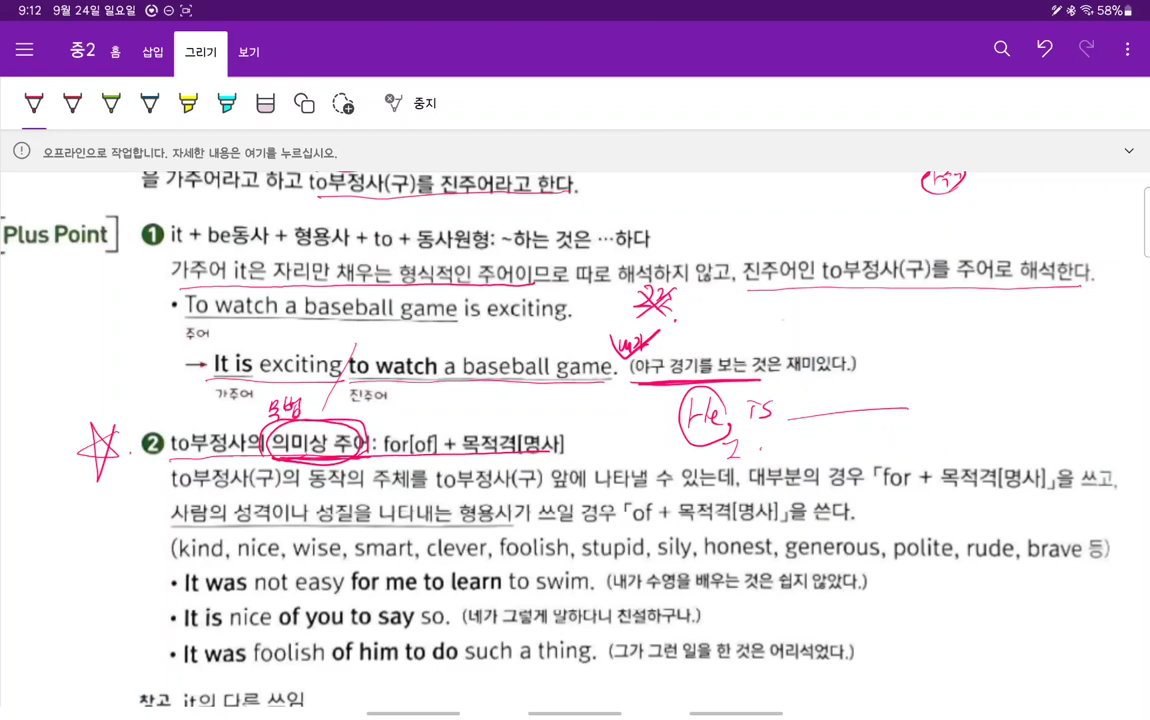 9:12 9월 24일 일요일 58%
중2 홈 삽입 그리기 보기
중지
오프라인으로 작업합니다. 자세한 내용은 여기를 누르십시오.
을 가주어라고 하고 to부정사(구)를 진주어라고 한다.
Plus Point
1 it + be동사 + 형용사 + to + 동사원형: ~하는 것은 …하다
가주어 it은 자리만 채우는 형식적인 주어이므로 따로 해석하지 않고, 진주어인 to부정사(구)를 주어로 해석한다.
• To watch a baseball game is exciting.
주어
→ It is exciting to watch a baseball game. (야구 경기를 보는 것은 재미있다.)
가주어 진주어
He is
2 to부정사의 의미상 주어: for[of] + 목적격[명사]
to부정사(구)의 동작의 주체를 to부정사(구) 앞에 나타낼 수 있는데, 대부분의 경우 「for + 목적격[명사]」을 쓰고,
사람의 성격이나 성질을 니티내는 형용시기 쓰일 경우 「of + 목적격[명사]」을 쓴다.
(kind, nice, wise, smart, clever, foolish, stupid, sily, honest, generous, polite, rude, brave 등)
• It was not easy for me to learn to swim. (내가 수영을 배우는 것은 쉽지 않았다.)
• It is nice of you to say so. (네가 그렇게 말하다니 친절하구나.)
• It was foolish of him to do such a thing. (그가 그런 일을 한 것은 어리석었다.)
참고 it의 다른 쓰임